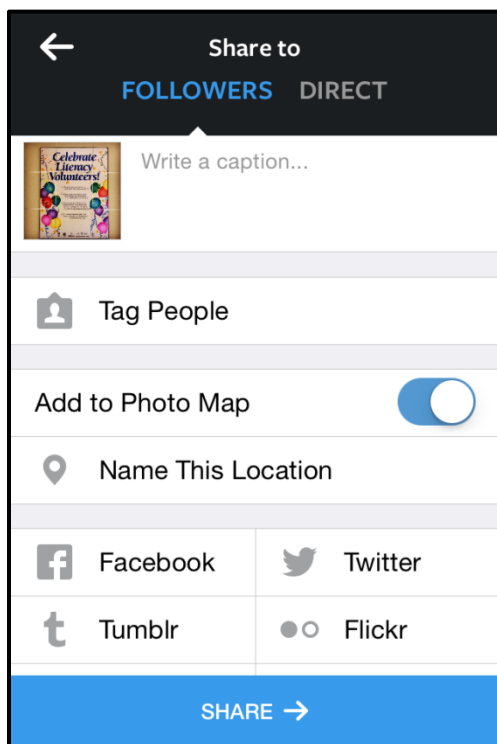 Share to
FOLLOWERS DIRECT
Celebrate
Literacy
Volunteers!
Write a caption...
Tag People
Add to Photo Map
Name This Location
Facebook Twitter
Tumblr Flickr
SHARE